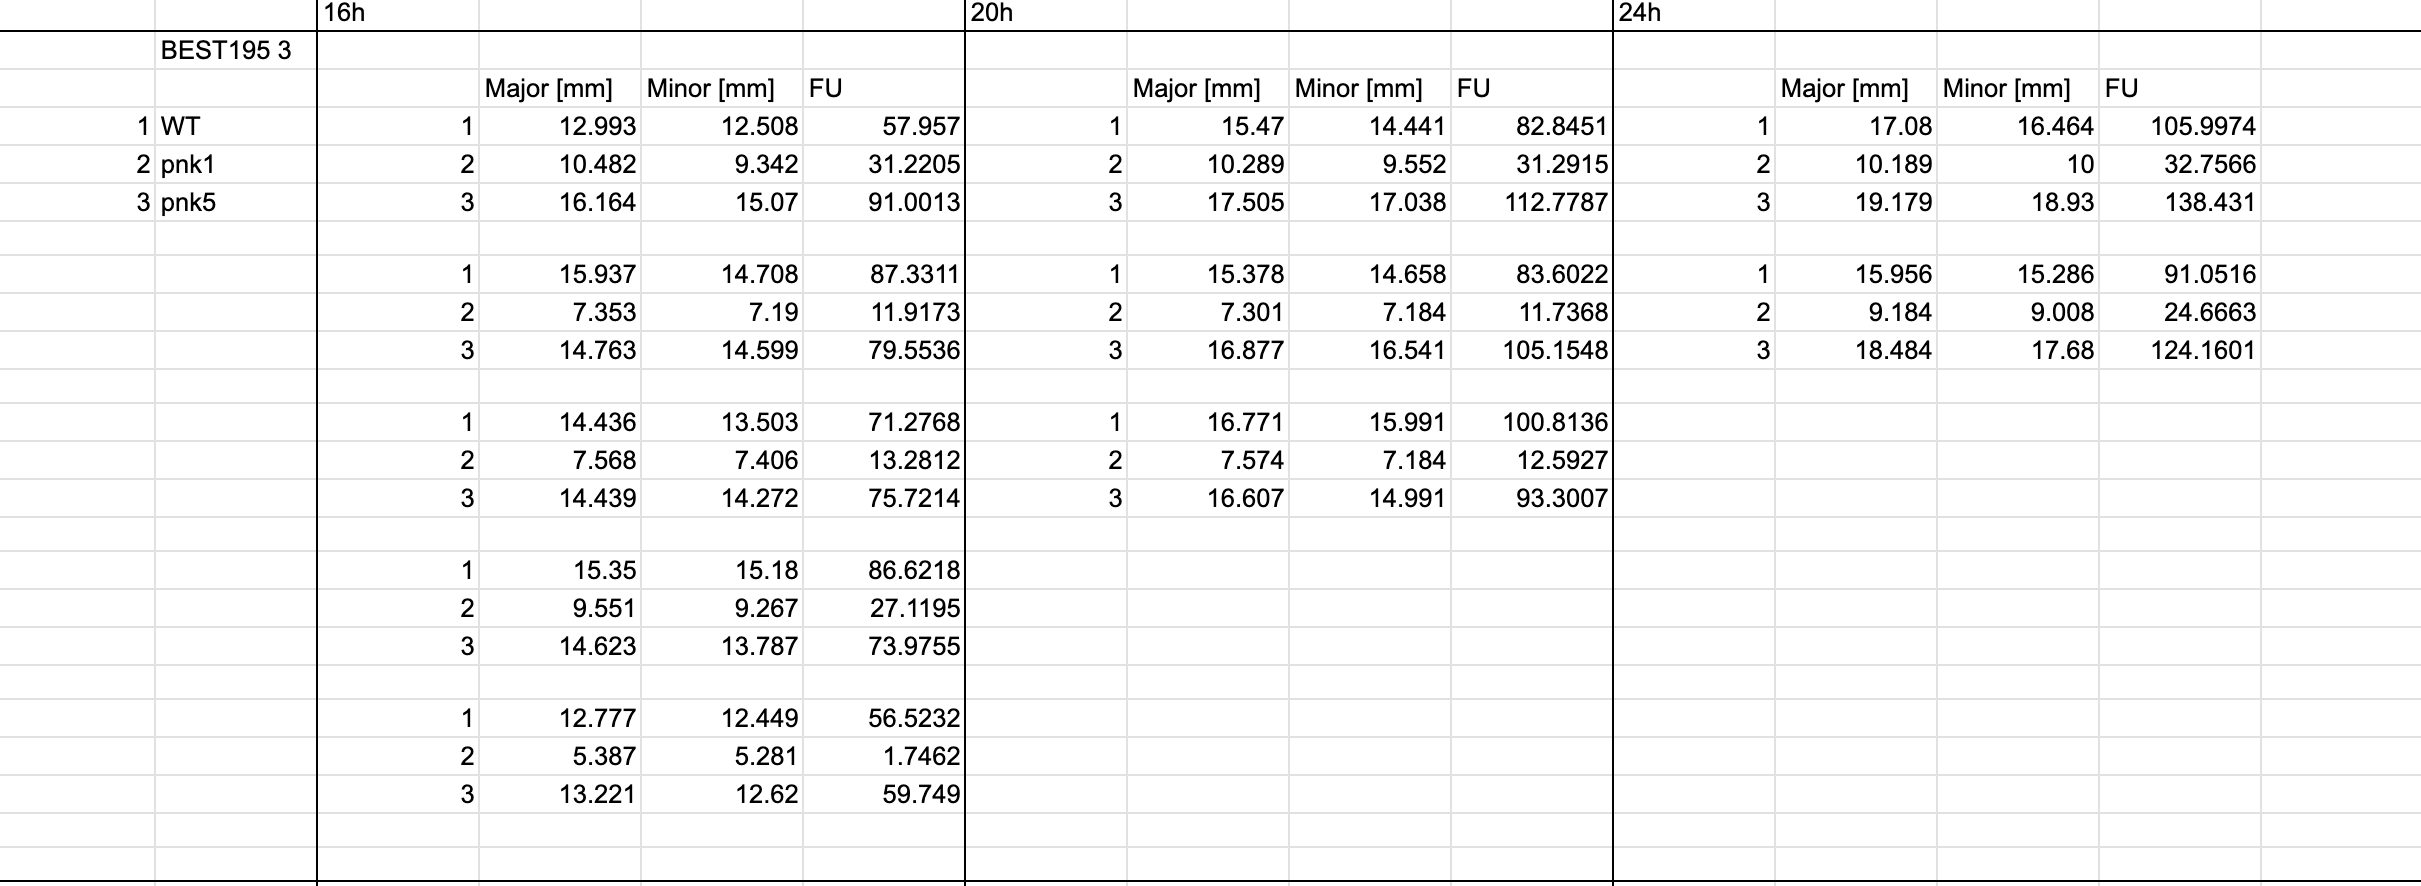 16h 20h 24h
BEST195 3
Major [mm] Minor [mm] FU Major [mm] Minor [mm] FU Major [mm] Minor [mm] FU
1 WT 1 12.993 12.508 57.957 1 15.47 14.441 82.8451 1 17.08 16.464 105.9974
2 pnk1 2 10.482 9.342 31.2205 2 10.289 9.552 31.2915 2 10.189 10 32.7566
3 pnk5 3 16.164 15.07 91.0013 3 17.505 17.038 112.7787 3 19.179 18.93 138.431
1 15.937 14.708 87.3311 1 15.378 14.658 83.6022 1 15.956 15.286 91.0516
2 7.353 7.19 11.9173 2 7.301 7.184 11.7368 2 9.184 9.008 24.6663
3 14.763 14.599 79.5536 3 16.877 16.541 105.1548 3 18.484 17.68 124.1601
1 14.436 13.503 71.2768 1 16.771 15.991 100.8136
2 7.568 7.406 13.2812 2 7.574 7.184 12.5927
3 14.439 14.272 75.7214 3 16.607 14.991 93.3007
1 15.35 15.18 86.6218
2 9.551 9.267 27.1195
3 14.623 13.787 73.9755
1 12.777 12.449 56.5232
2 5.387 5.281 1.7462
3 13.221 12.62 59.749